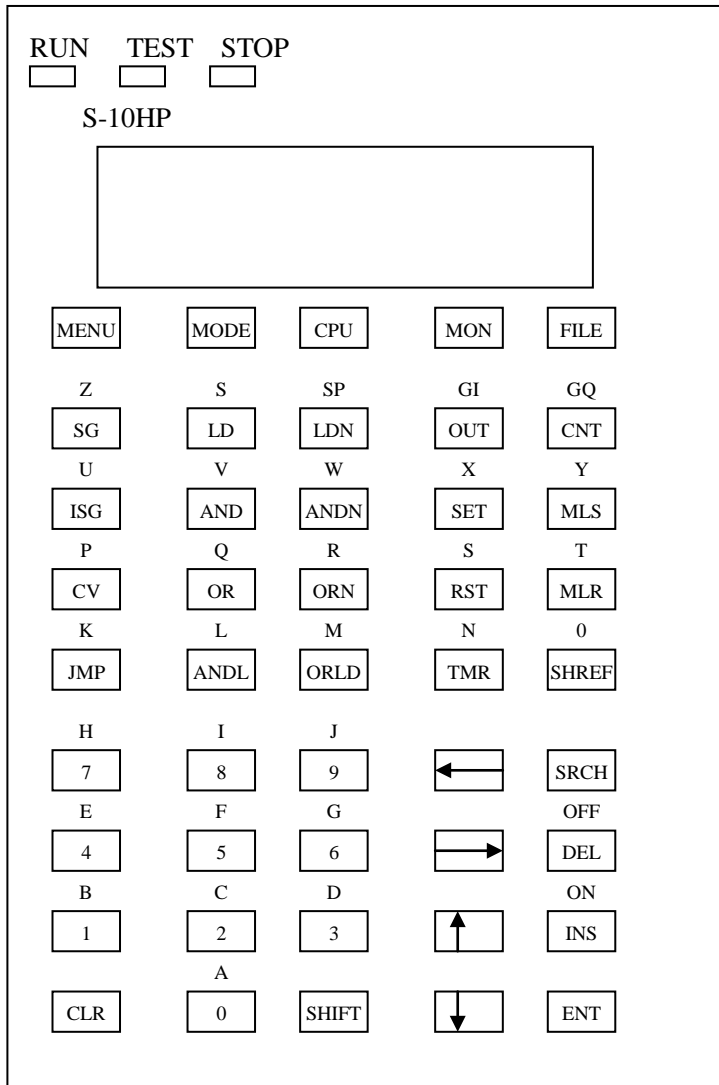 RUN TEST STOP
S-10HP
MENU MODE CPU MON FILE
Z S SP GI GQ
SG LD LDN OUT CNT
U V W X Y
ISG AND ANDN SET MLS
P Q R S T
CV OR ORN RST MLR
K L M N 0
JMP ANDL ORLD TMR SHREF
H I J
7 8 9 SRCH
E F G OFF
4 5 6 DEL
B C D ON
1 2 3 INS
A
CLR 0 SHIFT ENT